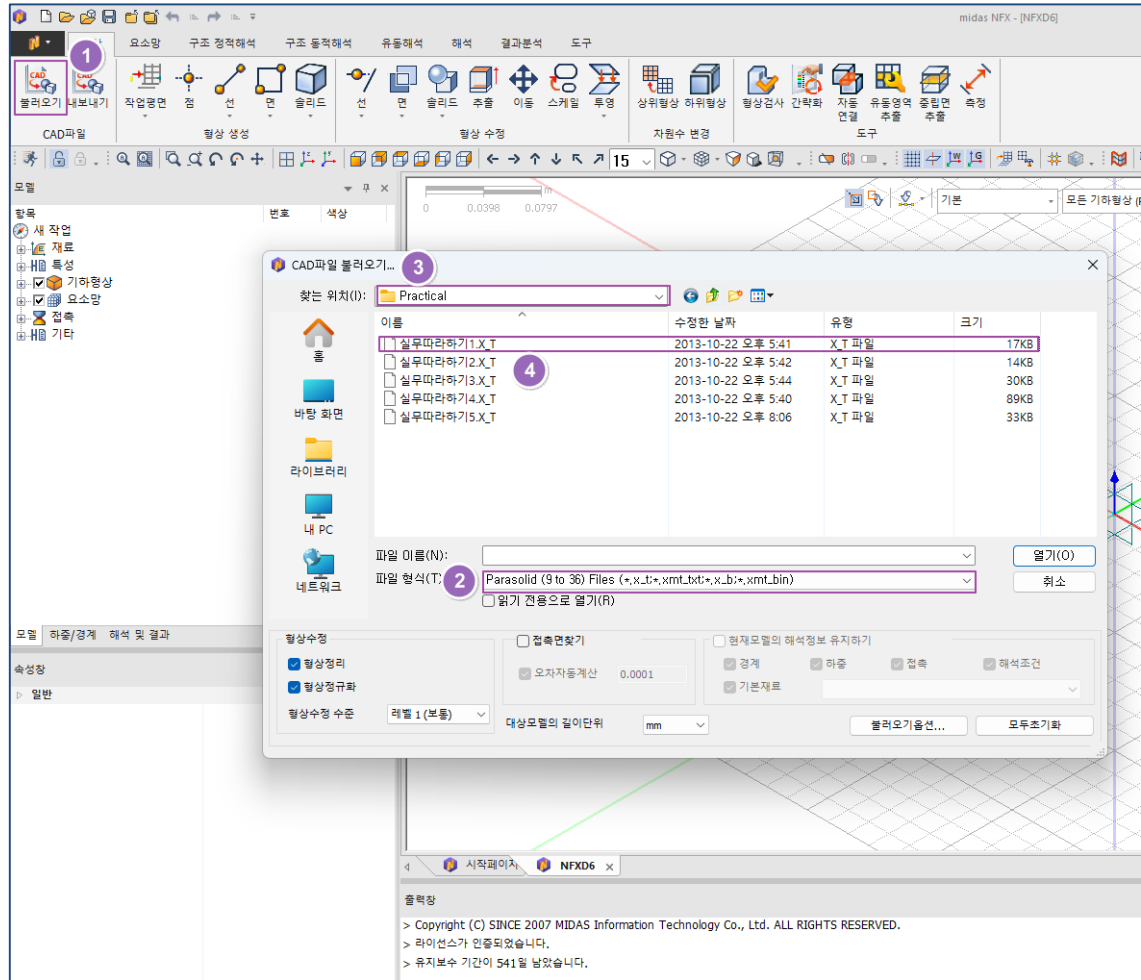 midas NFX - [NFXD6]
요소망 구조 정적해석 구조 동적해석 유동해석 해석 결과분석 도구
1
CAD CAD
불러오기 내보내기 작업평면 점 선 면 솔리드 선 면 솔리드 추출 이동 스케일 투영 상위형상 하위형상 형상검사 간략화 자동 연결 유동영역 추출 중립면 추출 측정
CAD파일 형상 생성 형상 수정 차원수 변경 도구
15
모델
항목 번호 색상
새 작업
재료
특성
기하형상
요소망
접촉
기타
모델 하중/경계 해석 및 결과
속성창
일반
m
0 0.0398 0.0797
기본 모든 기하형상 (F
CAD파일 불러오기... 3
찾는 위치(I): Practical
이름 수정한 날짜 유형 크기
실무따라하기1.X_T 2013-10-22 오후 5:41 X_T 파일 17KB
실무따라하기2.X_T 2013-10-22 오후 5:42 X_T 파일 14KB
4
실무따라하기3.X_T 2013-10-22 오후 5:44 X_T 파일 30KB
실무따라하기4.X_T 2013-10-22 오후 5:40 X_T 파일 89KB
실무따라하기5.X_T 2013-10-22 오후 8:06 X_T 파일 33KB
홈
바탕 화면
라이브러리
내 PC
네트워크
파일 이름(N): 열기(O)
파일 형식(T) 2 Parasolid (9 to 36) Files (*.x_t;*.xmt_txt;*.x_b;*.xmt_bin) 취소
읽기 전용으로 열기(R)
형상수정 접촉면찾기 현재모델의 해석정보 유지하기
형상정리 오차자동계산 0.0001 경계 하중 접촉 해석조건
형상정규화 기본재료
형상수정 수준 레벨 1 (보통) 대상모델의 길이단위 mm 불러오기옵션... 모두초기화
시작페이지 NFXD6
출력창
> Copyright (C) SINCE 2007 MIDAS Information Technology Co., Ltd. ALL RIGHTS RESERVED.
> 라이선스가 인증되었습니다.
> 유지보수 기간이 541일 남았습니다.